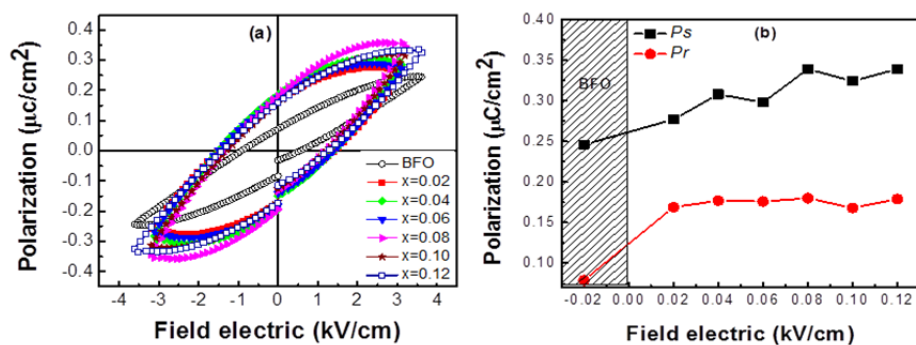 (a)
Polarization (μc/cm²)
0.4
0.3
0.2
0.1
0.0
-0.1
-0.2
-0.3
-0.4
BFO
x=0.02
x=0.04
x=0.06
x=0.08
x=0.10
x=0.12
-4 -3 -2 -1 0 1 2 3 4
Field electric (kV/cm)
(b)
Polarization (μC/cm²)
0.40
0.35
0.30
0.25
0.20
0.15
0.10
Ps
Pr
BFO
-0.02 0.00 0.02 0.04 0.06 0.08 0.10 0.12
Field electric (kV/cm)